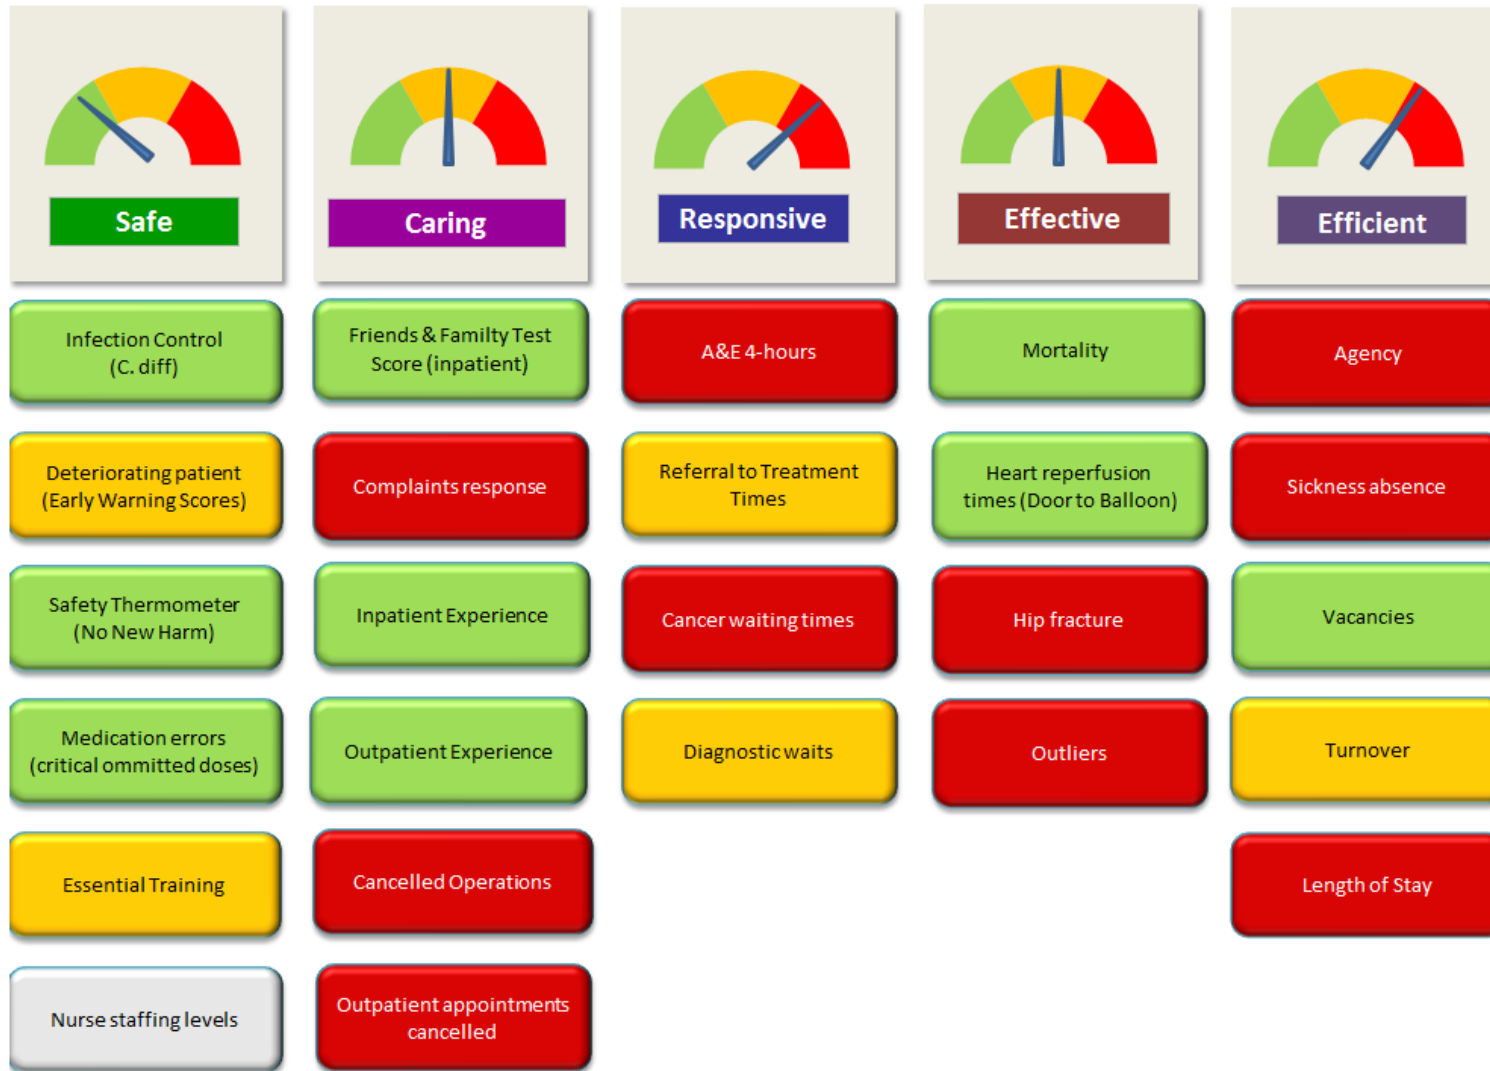 Safe
Caring
Responsive
Effective
Efficient
Infection Control
(C. diff)
Friends & Familty Test
Score (inpatient)
A&E 4-hours
Mortality
Agency
Deteriorating patient
(Early Warning Scores)
Complaints response
Referral to Treatment
Times
Heart reperfusion
times (Door to Balloon)
Sickness absence
Safety Thermometer
(No New Harm)
Inpatient Experience
Cancer waiting times
Hip fracture
Vacancies
Medication errors
(critical ommitted doses)
Outpatient Experience
Diagnostic waits
Outliers
Turnover
Essential Training
Cancelled Operations
Length of Stay
Nurse staffing levels
Outpatient appointments
cancelled